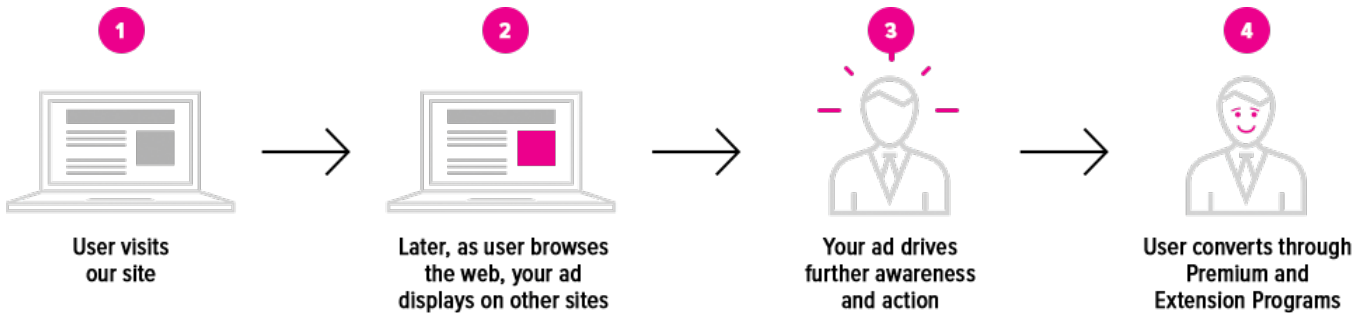 1
User visits
our site
2
Later, as user browses
the web, your ad
displays on other sites
3
Your ad drives
further awareness
and action
4
User converts through
Premium and
Extension Programs